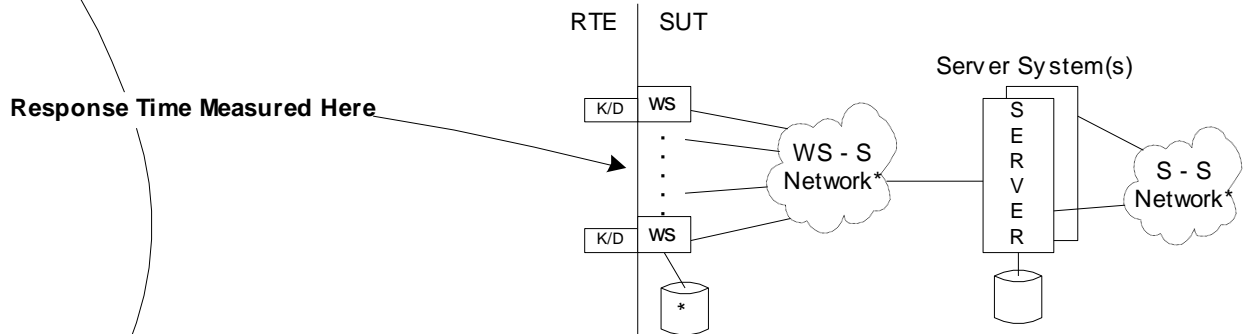 RTE SUT
Server System(s)
Response Time Measured Here
K/D WS
WS - S
Network*
S
E
R
V
E
R
S - S
Network*
K/D WS
*